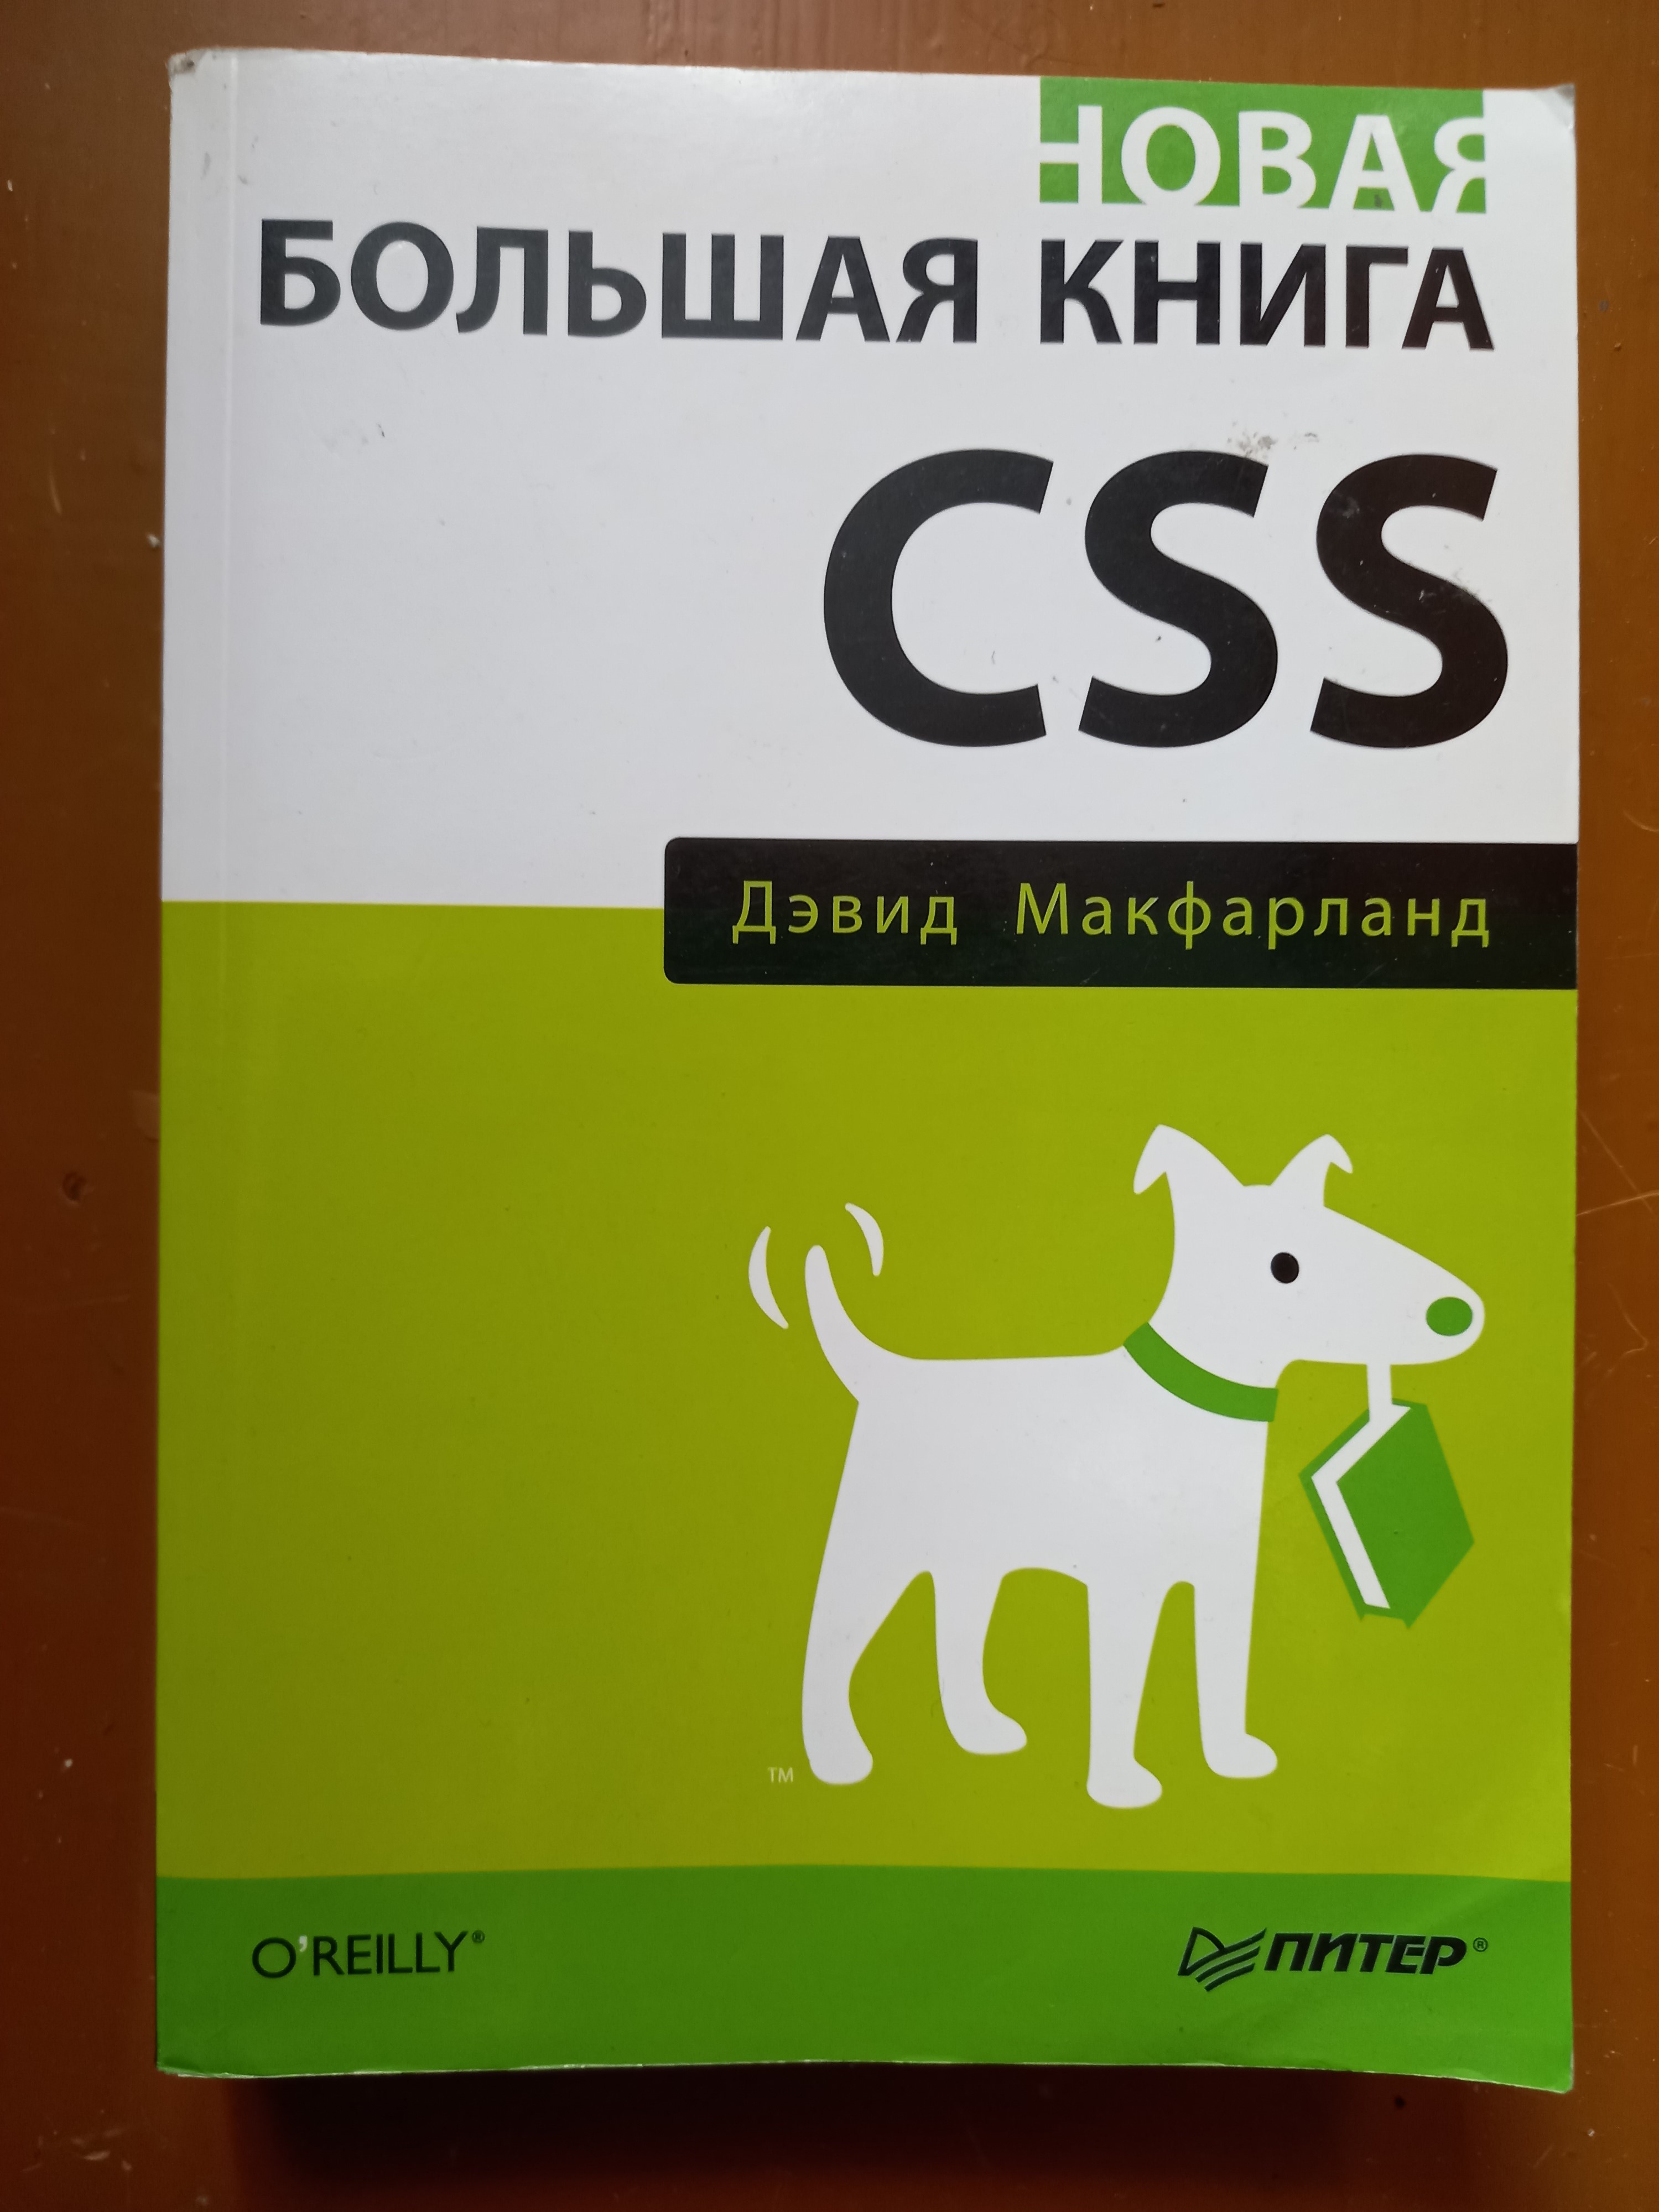 НОВАЯ
БОЛЬШАЯ КНИГА
CSS
Дэвид Макфарланд
TM
O'REILLY®
ПИТЕР®